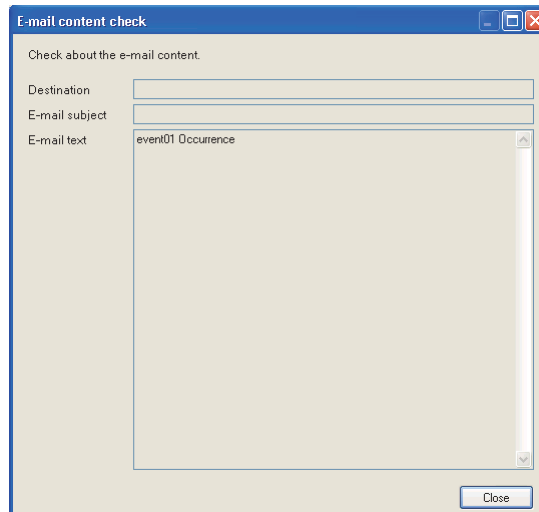 E-mail content check
Check about the e-mail content.
Destination
E-mail subject
E-mail text
event01 Occurrence
Close